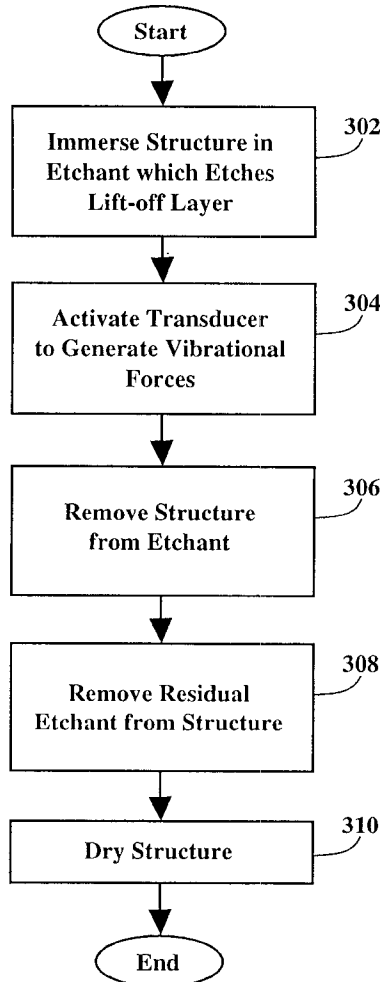 Start
302
Immerse Structure in
Etchant which Etches
Lift-off Layer
304
Activate Transducer
to Generate Vibrational
Forces
306
Remove Structure
from Etchant
308
Remove Residual
Etchant from Structure
310
Dry Structure
End